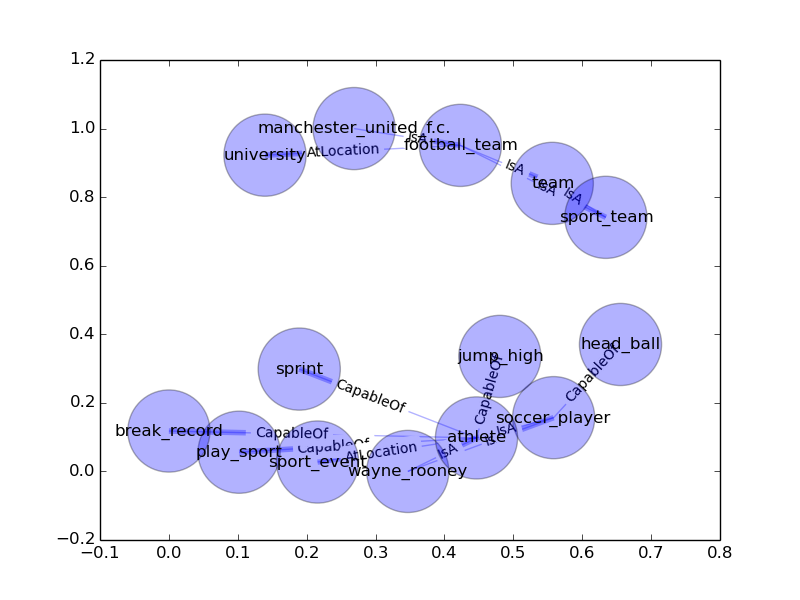 1.2
1.0
0.8
0.6
0.4
0.2
0.0
−0.2
−0.1
0.0
0.1
0.2
0.3
0.4
0.5
0.6
0.7
0.8
manchester_united_f.c.
IsA
football_team
university
AtLocation
IsA
team
IsA
IsA
sport_team
head_ball
jump_high
sprint
CapableOf
CapableOf
CapableOf
soccer_player
break_record
CapableOf
athlete
IsA
play_sport
CapableOf
sport_event
AtLocation
IsA
wayne_rooney